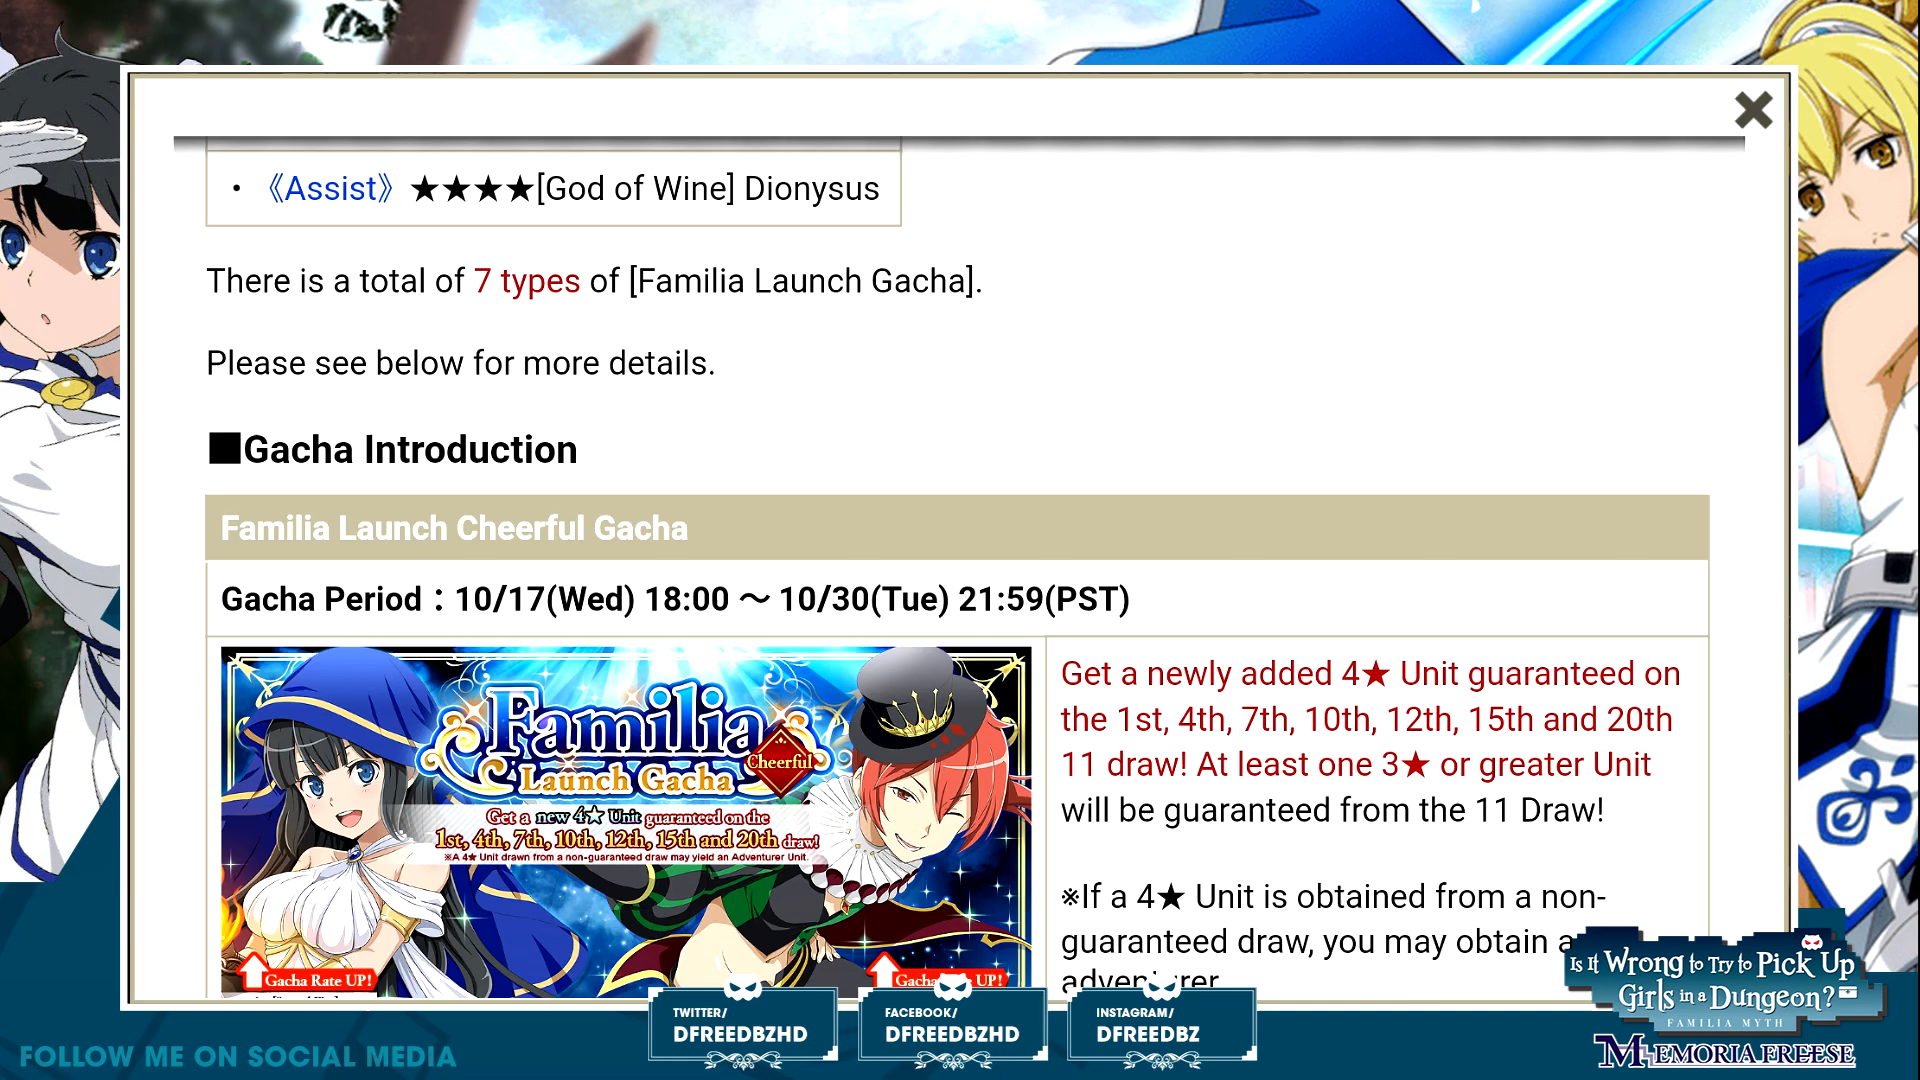 ・《Assist》★★★★[God of Wine] Dionysus
There is a total of 7 types of [Familia Launch Gacha].
Please see below for more details.
■Gacha Introduction
Familia Launch Cheerful Gacha
Gacha Period：10/17(Wed) 18:00 ～ 10/30(Tue) 21:59(PST)
Familia
Launch Gacha
Cheerful
Get a new 4★ Unit guaranteed on the
1st, 4th, 7th, 10th, 12th, 15th and 20th draw!
※A 4★ Unit drawn from a non-guaranteed draw may yield an Adventurer Unit.
Gacha Rate UP!
Gacha UP!
Get a newly added 4★ Unit guaranteed on
the 1st, 4th, 7th, 10th, 12th, 15th and 20th
11 draw! At least one 3★ or greater Unit
will be guaranteed from the 11 Draw!
※If a 4★ Unit is obtained from a non-
guaranteed draw, you may obtain a
Is It Wrong to Try to Pick Up
Girls in a Dungeon?
FAMILIA MYTH
MEMORIA FREESE
FOLLOW ME ON SOCIAL MEDIA
TWITTER/
DFREEDBZHD
FACEBOOK/
DFREEDBZHD
INSTAGRAM/
DFREEDBZ